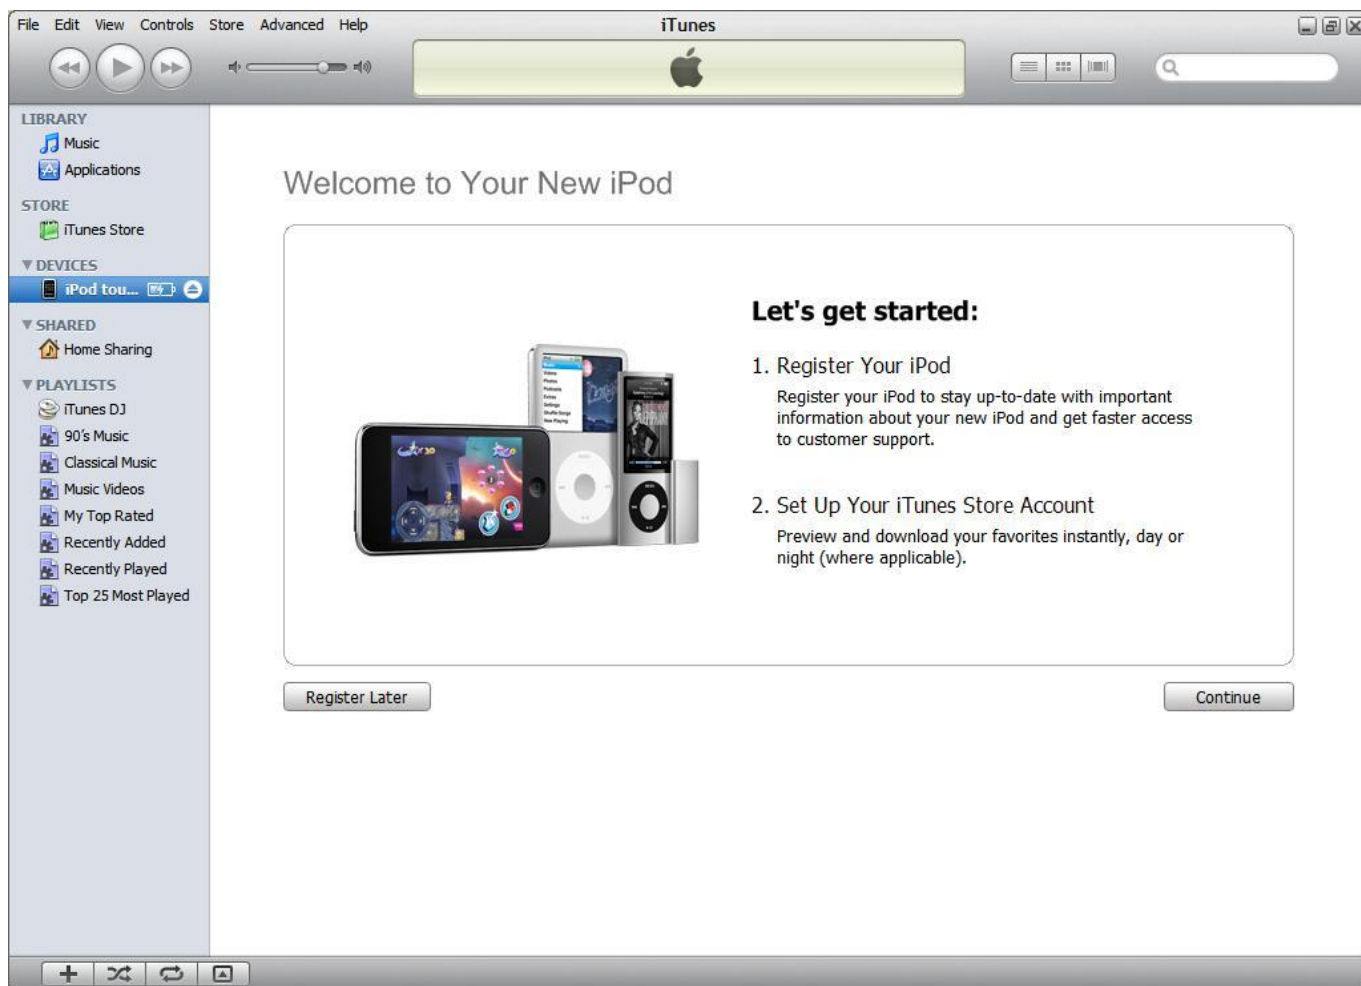 File Edit View Controls Store Advanced Help
iTunes
LIBRARY
Music
Applications
STORE
iTunes Store
DEVICES
iPod tou...
SHARED
Home Sharing
PLAYLISTS
iTunes DJ
90's Music
Classical Music
Music Videos
My Top Rated
Recently Added
Recently Played
Top 25 Most Played
Welcome to Your New iPod
Let's get started:
1. Register Your iPod
Register your iPod to stay up-to-date with important
information about your new iPod and get faster access
to customer support.
2. Set Up Your iTunes Store Account
Preview and download your favorites instantly, day or
night (where applicable).
Register Later
Continue